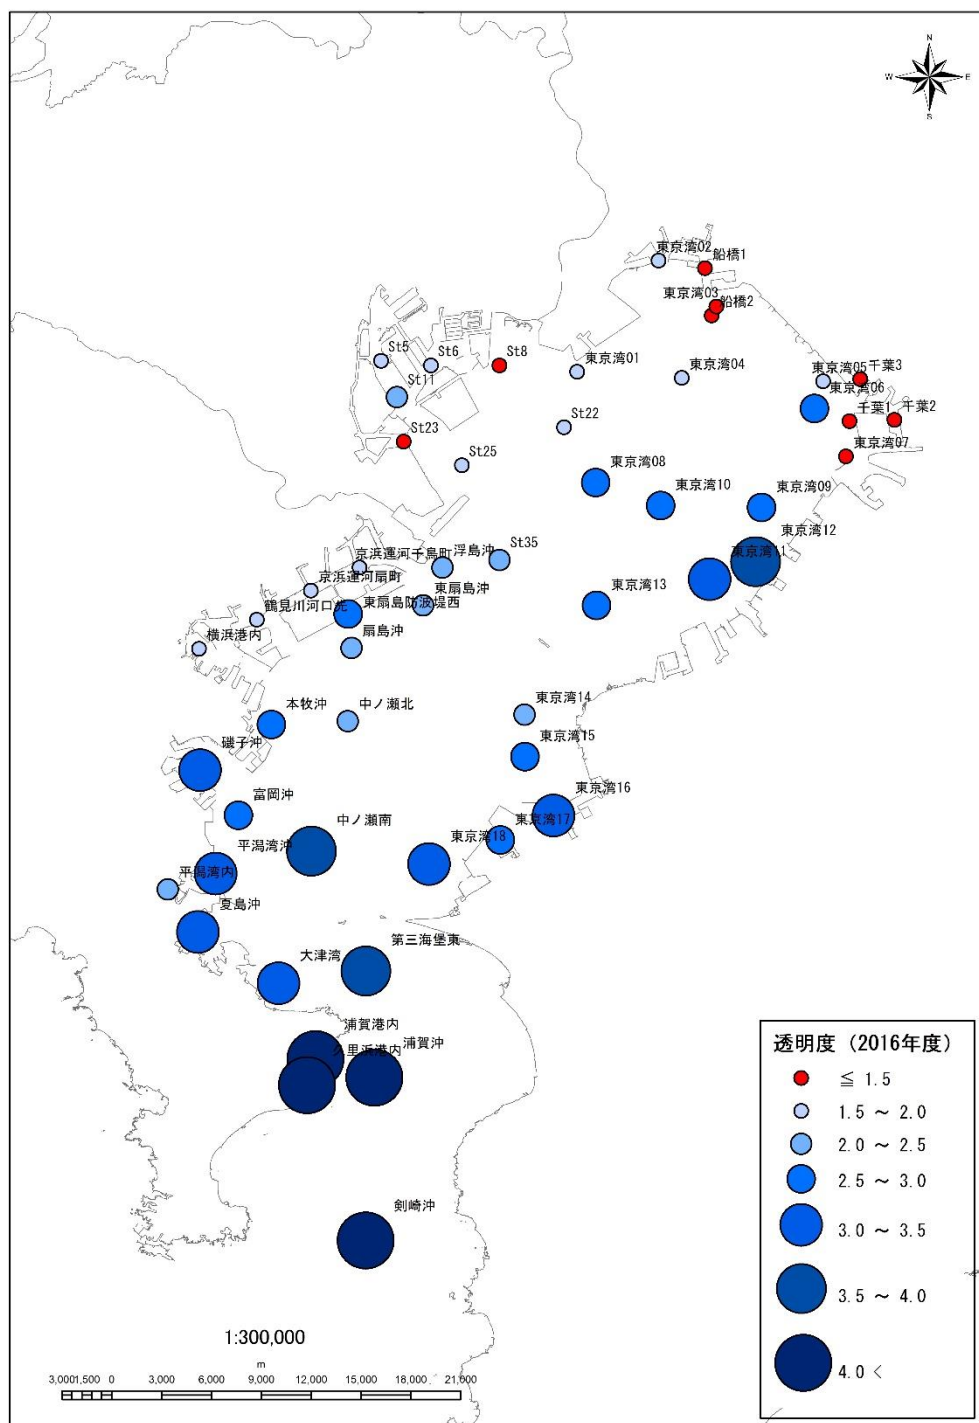 N
W E
S
東京湾02
船橋1
東京湾03
船橋2
St5
St6
St8
東京湾01
東京湾04
東京湾05
千葉3
東京湾06
St11
千葉1
千葉2
St22
St23
東京湾07
St25
東京湾08
東京湾10
東京湾09
東京湾12
東京湾11
京浜運河千鳥町
浮島沖
St35
京浜運河扇町
東扇島沖
東京湾13
鶴見川河口先
東扇島防波堤西
横浜港内
扇島沖
本牧沖
中ノ瀬北
東京湾14
磯子沖
東京湾15
富岡沖
東京湾16
中ノ瀬南
東京湾17
平潟湾沖
東京湾18
平潟湾内
夏島沖
第三海堡東
大津湾
浦賀港内
久里浜港内
浦賀沖
剣崎沖
透明度（2016年度）
≦ 1.5
1.5 ～ 2.0
2.0 ～ 2.5
2.5 ～ 3.0
3.0 ～ 3.5
3.5 ～ 4.0
4.0 <
1:300,000
m
3,000 1,500 0 3,000 6,000 9,000 12,000 15,000 18,000 21,000